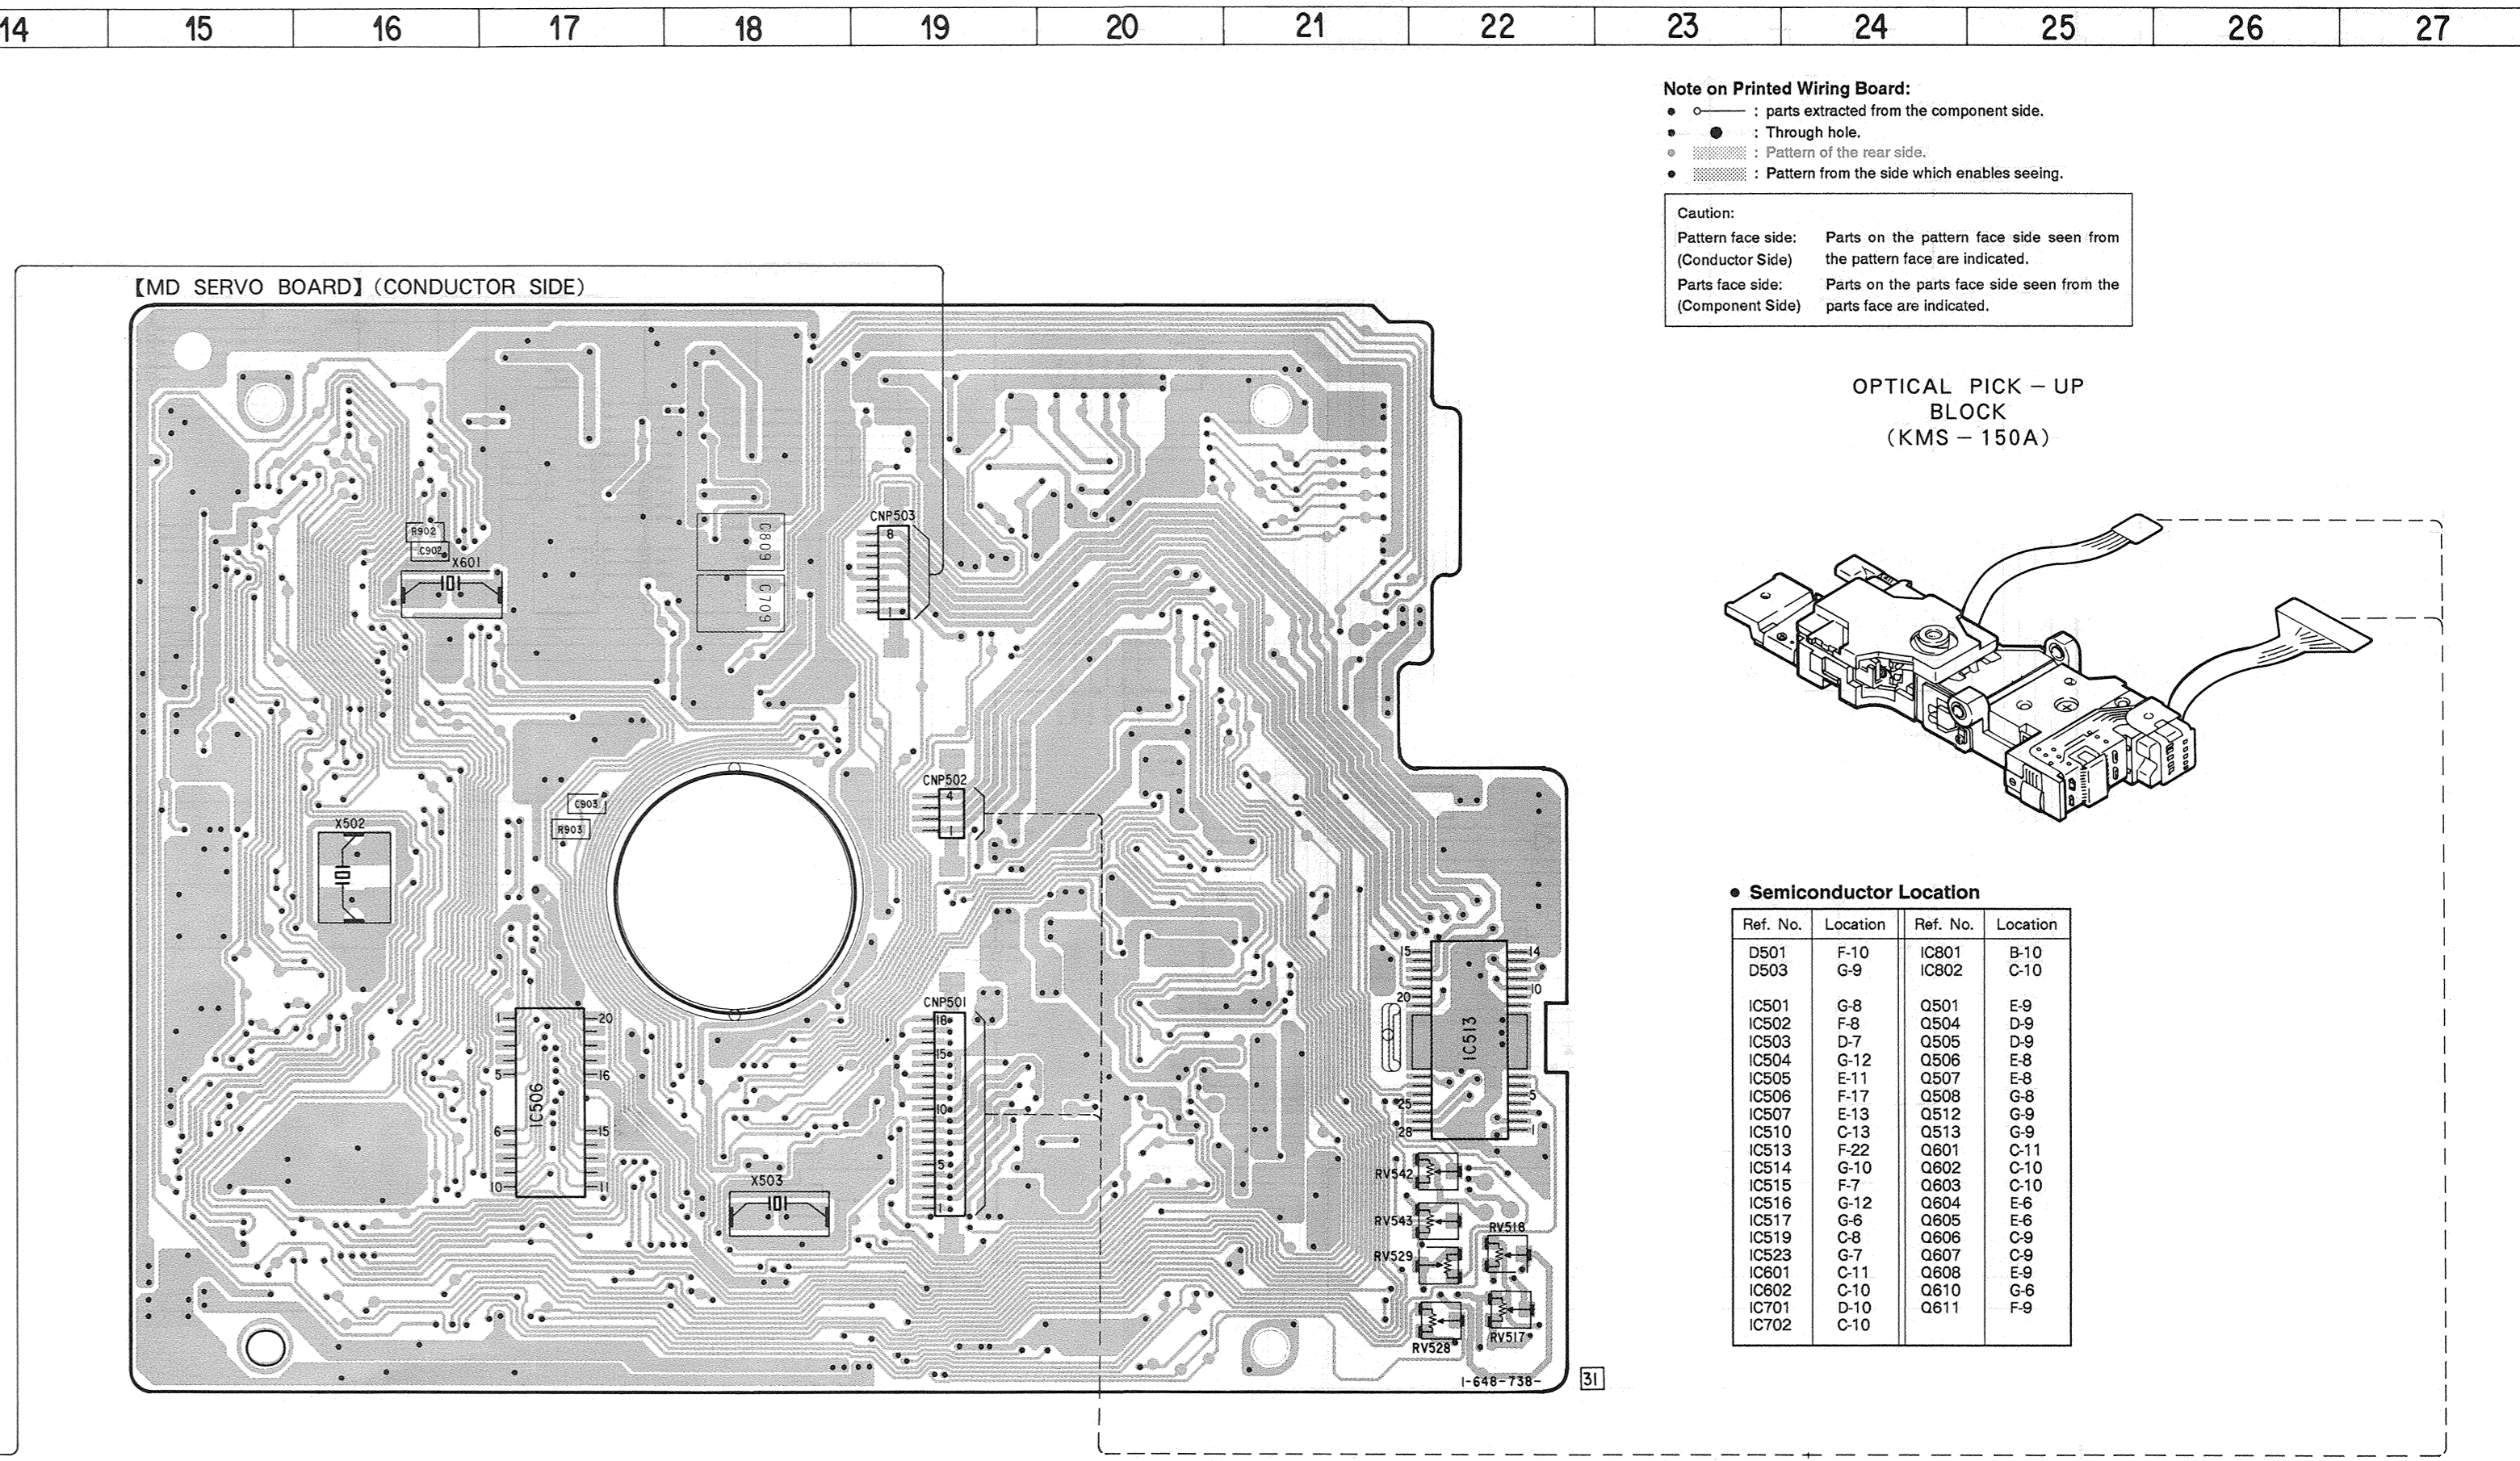 14 15 16 17 18 19 20 21 22 23 24 25 26 27
Note on Printed Wiring Board:
• : parts extracted from the component side.
• ● : Through hole.
• : Pattern of the rear side.
• : Pattern from the side which enables seeing.
Caution:
Pattern face side: Parts on the pattern face side seen from
(Conductor Side) the pattern face are indicated.
Parts face side: Parts on the parts face side seen from the
(Component Side) parts face are indicated.
【MD SERVO BOARD】(CONDUCTOR SIDE)
OPTICAL PICK – UP
BLOCK
(KMS – 150A)
R902
C902
X601
C809
C709
CNP503
8
1
CNP502
4
1
C903
R903
X502
CNP501
18
15
10
5
1
IC506
1 20
5 16
6 15
10 11
X503
IC513
15 14
20 10
25 5
28 1
RV542
RV543
RV518
RV529
RV517
RV528
1-648-738-
31
• Semiconductor Location
Ref. No. Location Ref. No. Location
D501 F-10 IC801 B-10
D503 G-9 IC802 C-10
IC501 G-8 Q501 E-9
IC502 F-8 Q504 D-9
IC503 D-7 Q505 D-9
IC504 G-12 Q506 E-8
IC505 E-11 Q507 E-8
IC506 F-17 Q508 G-8
IC507 E-13 Q512 G-9
IC510 C-13 Q513 G-9
IC513 F-22 Q601 C-11
IC514 G-10 Q602 C-10
IC515 F-7 Q603 C-10
IC516 G-12 Q604 E-6
IC517 G-6 Q605 E-6
IC519 C-8 Q606 C-9
IC523 G-7 Q607 C-9
IC601 C-11 Q608 E-9
IC602 C-10 Q610 G-6
IC701 D-10 Q611 F-9
IC702 C-10